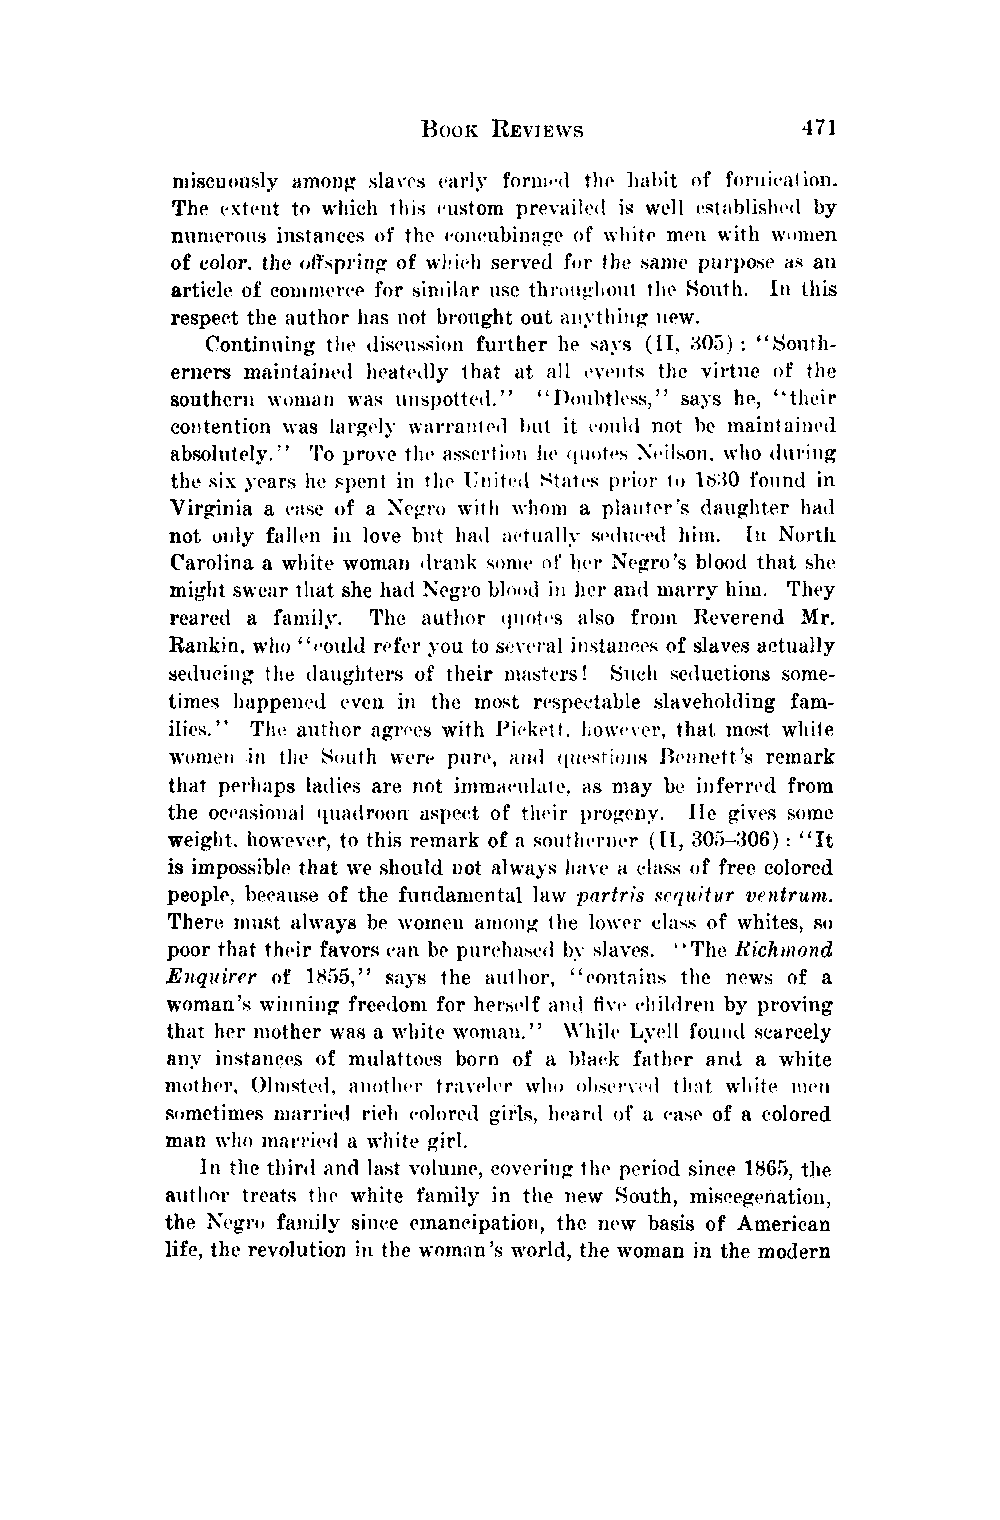 BOOK REVIEWS 471
miscuously among slaves early formed the habit of fornication.
The extent to which this custom prevailed is well established by
numerous instances of the concubinage of white men with women
of color, the offspring of which served for the same purpose as an
article of commerce for similar use throughout the South. In this
respect the author has not brought out anything new.
Continuing the discussion further he says (II, 305) : “South-
erners maintained heatedly that at all events the virtue of the
southern woman was unspotted.” “Doubtless,” says he, “their
contention was largely warranted but it could not be maintained
absolutely.” To prove the assertion he quotes Neilson, who during
the six years he spent in the United States prior to 1830 found in
Virginia a case of a Negro with whom a planter’s daughter had
not only fallen in love but had actually seduced him. In North
Carolina a white woman drank some of her Negro’s blood that she
might swear that she had Negro blood in her and marry him. They
reared a family. The author quotes also from Reverend Mr.
Rankin, who “could refer you to several instances of slaves actually
seducing the daughters of their masters! Such seductions some-
times happened even in the most respectable slaveholding fam-
ilies.” The author agrees with Pickett, however, that most white
women in the South were pure, and questions Bennett’s remark
that perhaps ladies are not immaculate, as may be inferred from
the occasional quadroon aspect of their progeny. He gives some
weight, however, to this remark of a southerner (II, 305–306) : “It
is impossible that we should not always have a class of free colored
people, because of the fundamental law partris sequitur ventrum.
There must always be women among the lower class of whites, so
poor that their favors can be purchased by slaves. “The Richmond
Enquirer of 1855,” says the author, “contains the news of a
woman’s winning freedom for herself and five children by proving
that her mother was a white woman.” While Lyell found scarcely
any instances of mulattoes born of a black father and a white
mother, Olmsted, another traveler who observed that white men
sometimes married rich colored girls, heard of a case of a colored
man who married a white girl.
In the third and last volume, covering the period since 1865, the
author treats the white family in the new South, miscegenation,
the Negro family since emancipation, the new basis of American
life, the revolution in the woman’s world, the woman in the modern